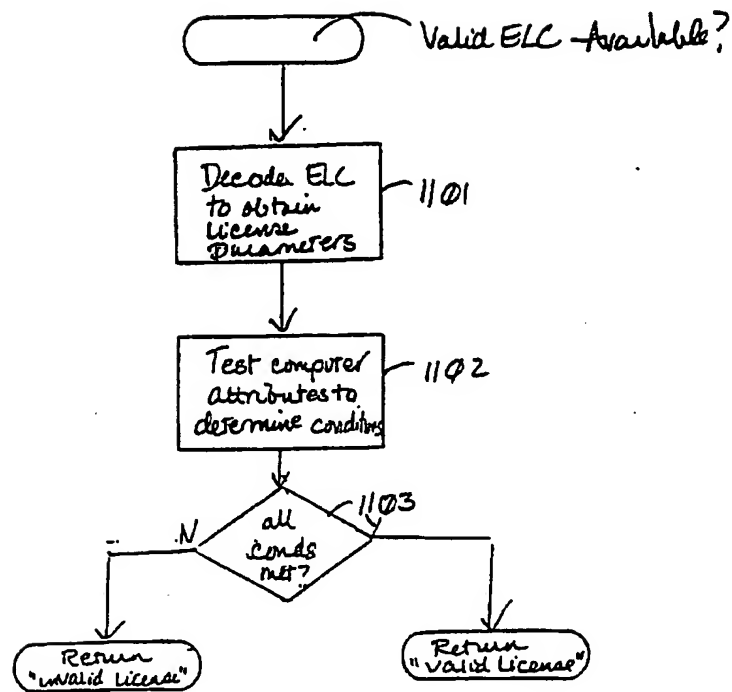 Valid ELC Available?
Decode ELC
to obtain
License
Parameters
1101
Test computer
attributes to
determine conditions
1102
1103
all
conds
met?
N
Y
Return
"invalid License"
Return
"valid License"